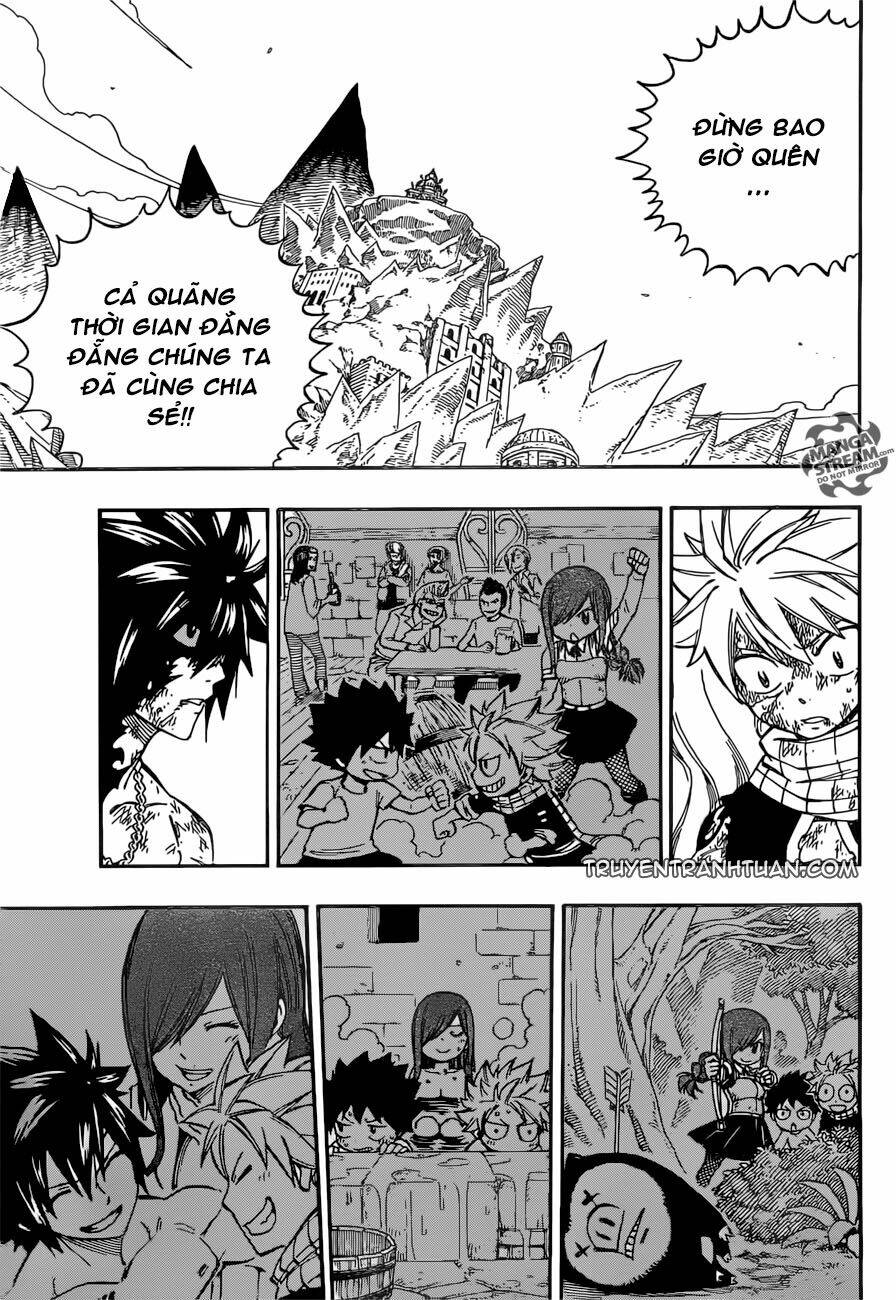 ĐỪNG BAO
GIỜ QUÊN
...
CẢ QUÃNG
THỜI GIAN ĐẰNG
ĐẴNG CHÚNG TA
ĐÃ CÙNG CHIA
SẺ!!
MANGA
STREAM.com
DO NOT MIRROR
TRUYENTRANHTUAN.COM